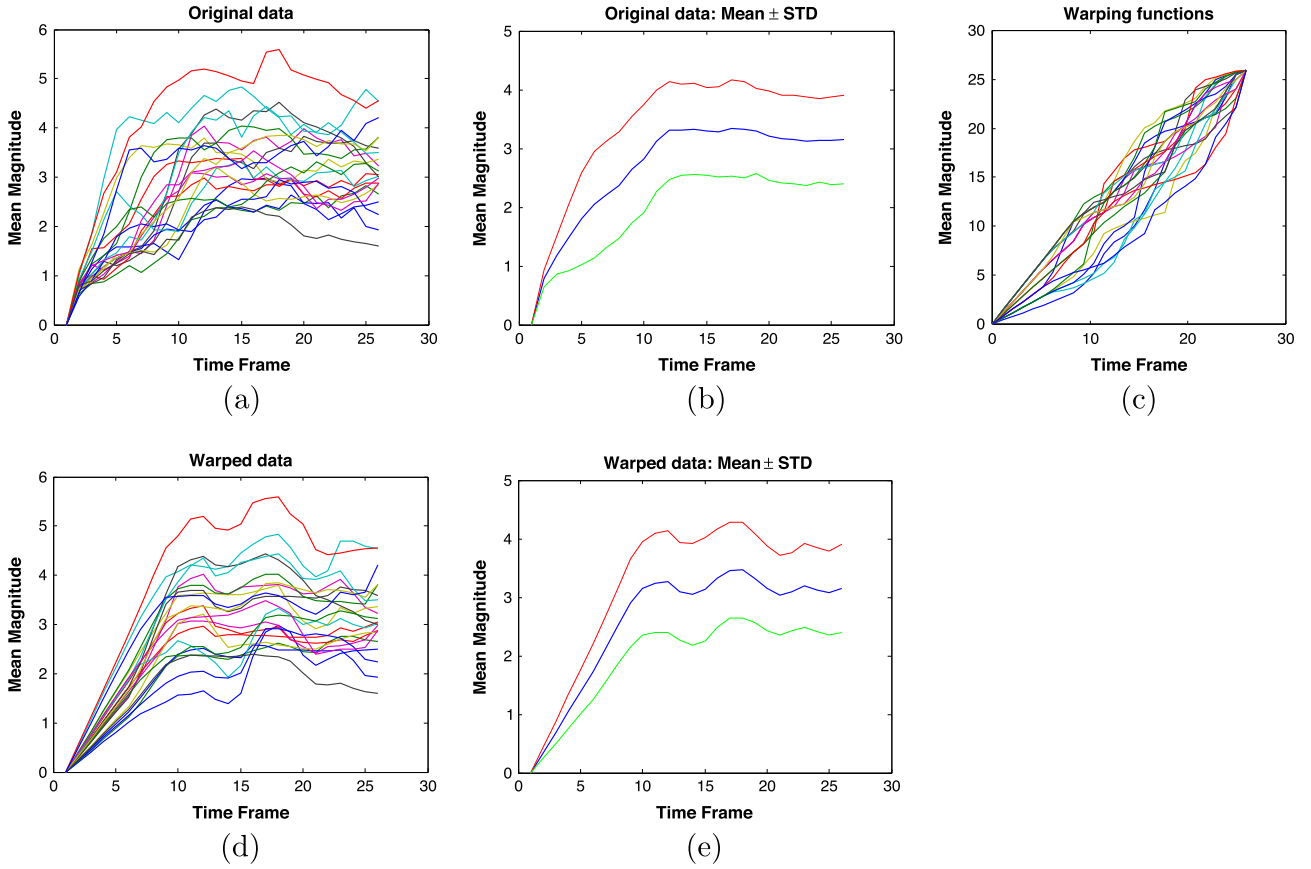 Original data
Mean Magnitude
6
5
4
3
2
1
0
0 5 10 15 20 25 30
Time Frame
(a)
Original data: Mean ± STD
Mean Magnitude
5
4
3
2
1
0
0 5 10 15 20 25 30
Time Frame
(b)
Warping functions
Mean Magnitude
30
25
20
15
10
5
0
0 10 20 30
Time Frame
(c)
Warped data
Mean Magnitude
6
5
4
3
2
1
0
0 5 10 15 20 25 30
Time Frame
(d)
Warped data: Mean ± STD
Mean Magnitude
5
4
3
2
1
0
0 5 10 15 20 25 30
Time Frame
(e)